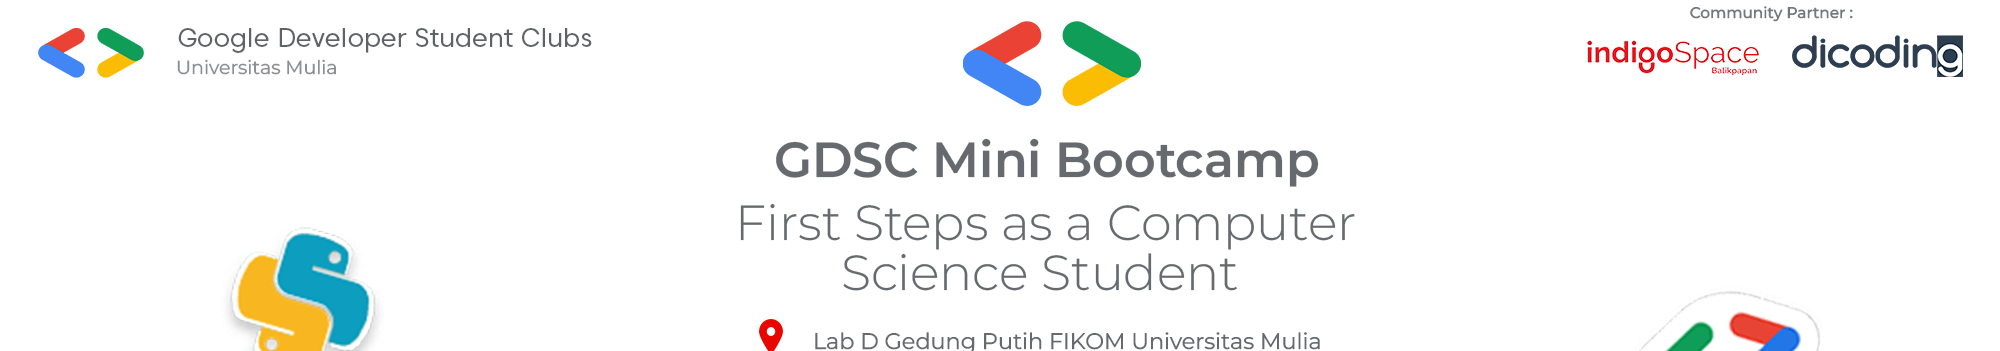 Google Developer Student Clubs
Universitas Mulia
Community Partner :
indigoSpace
Balikpapan
dicoding
GDSC Mini Bootcamp
First Steps as a Computer
Science Student
Lab D Gedung Putih FIKOM Universitas Mulia